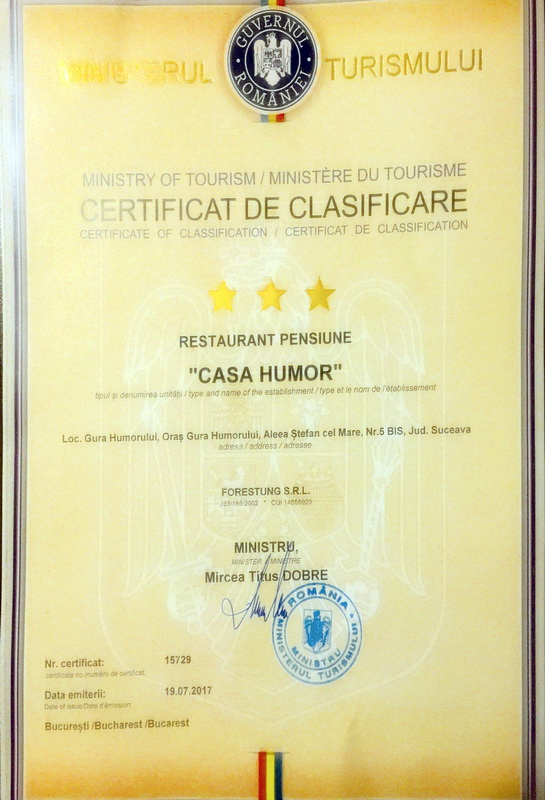 MINISTERUL TURISMULUI
GUVERNUL ROMÂNIEI
MINISTRY OF TOURISM / MINISTÈRE DU TOURISME
CERTIFICAT DE CLASIFICARE
CERTIFICATE OF CLASSIFICATION / CERTIFICAT DE CLASSIFICATION
RESTAURANT PENSIUNE
"CASA HUMOR"
tipul și denumirea unității / type and name of the establishment / type et le nom de l'établissement
Loc. Gura Humorului, Oraș Gura Humorului, Aleea Ștefan cel Mare, Nr.5 BIS, Jud. Suceava
adresa / address / adresse
FORESTUNG S.R.L.
MINISTRU,
MINISTER / MINISTRE
Mircea Titus DOBRE
ROMÂNIA
MINISTRU
MINISTERUL TURISMULUI
Nr. certificat: 15729
certificate no /numéro de certificat
Data emiterii: 19.07.2017
Date of issue/Date d'émission
București /Bucharest /Bucarest